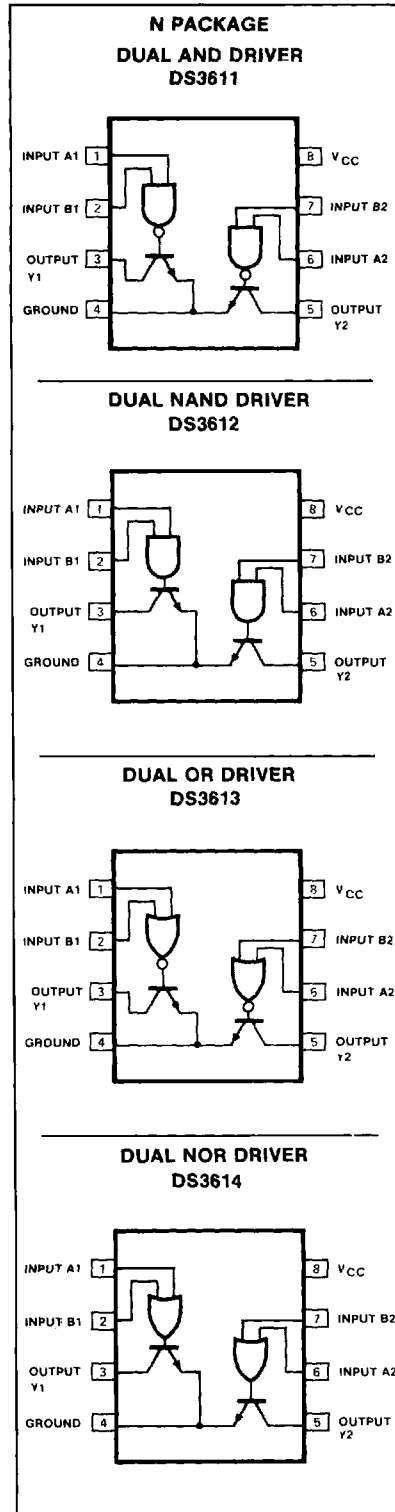 N PACKAGE
DUAL AND DRIVER
DS3611
INPUT A1 1
8 VCC
INPUT B1 2
7 INPUT B2
OUTPUT Y1 3
6 INPUT A2
GROUND 4
5 OUTPUT Y2
DUAL NAND DRIVER
DS3612
INPUT A1 1
8 VCC
INPUT B1 2
7 INPUT B2
OUTPUT Y1 3
6 INPUT A2
GROUND 4
5 OUTPUT Y2
DUAL OR DRIVER
DS3613
INPUT A1 1
8 VCC
INPUT B1 2
7 INPUT B2
OUTPUT Y1 3
6 INPUT A2
GROUND 4
5 OUTPUT Y2
DUAL NOR DRIVER
DS3614
INPUT A1 1
8 VCC
INPUT B1 2
7 INPUT B2
OUTPUT Y1 3
6 INPUT A2
GROUND 4
5 OUTPUT Y2